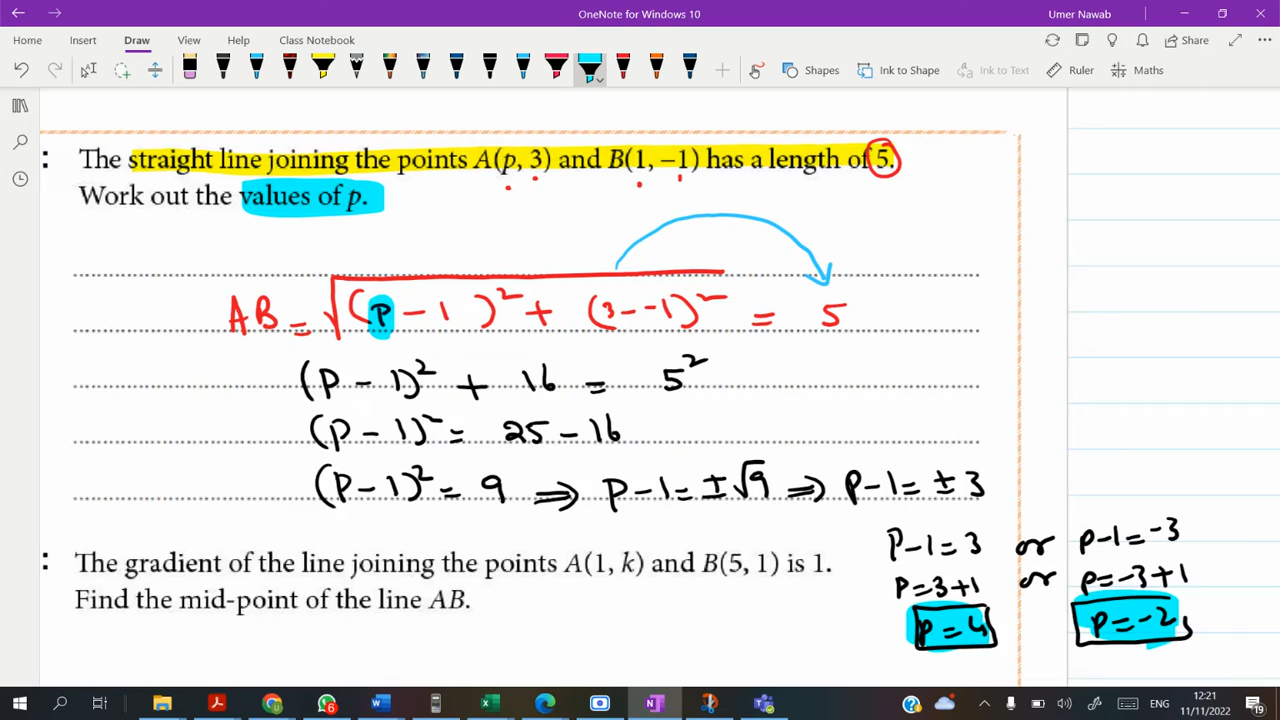 OneNote for Windows 10
Umer Nawab
Home Insert Draw View Help Class Notebook
Share
Shapes Ink to Shape Ink to Text Ruler Maths
: The straight line joining the points A(p, 3) and B(1, −1) has a length of 5.
Work out the values of p.
AB = √(p − 1)² + (3 − −1)² = 5
(P − 1)² + 16 = 5²
(P − 1)² = 25 − 16
(P − 1)² = 9 ⟹ P − 1 = ± √9 ⟹ P − 1 = ± 3
P − 1 = 3 or P − 1 = −3
P = 3 + 1 or P = −3 + 1
P = 4 P = −2
: The gradient of the line joining the points A(1, k) and B(5, 1) is 1.
Find the mid-point of the line AB.
6
ENG
12:21
11/11/2022
19